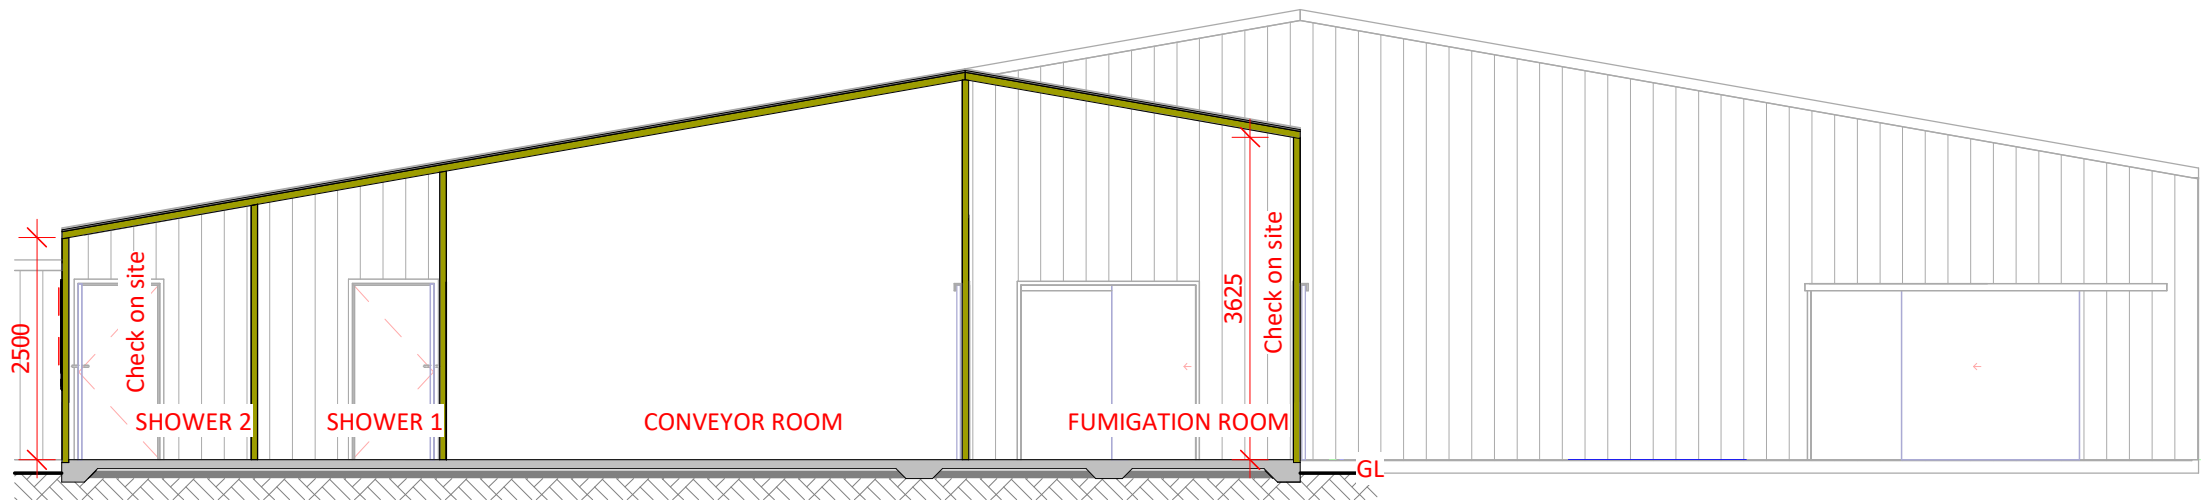 2500
Check on site
SHOWER 2
SHOWER 1
CONVEYOR ROOM
FUMIGATION ROOM
3625
Check on site
GL